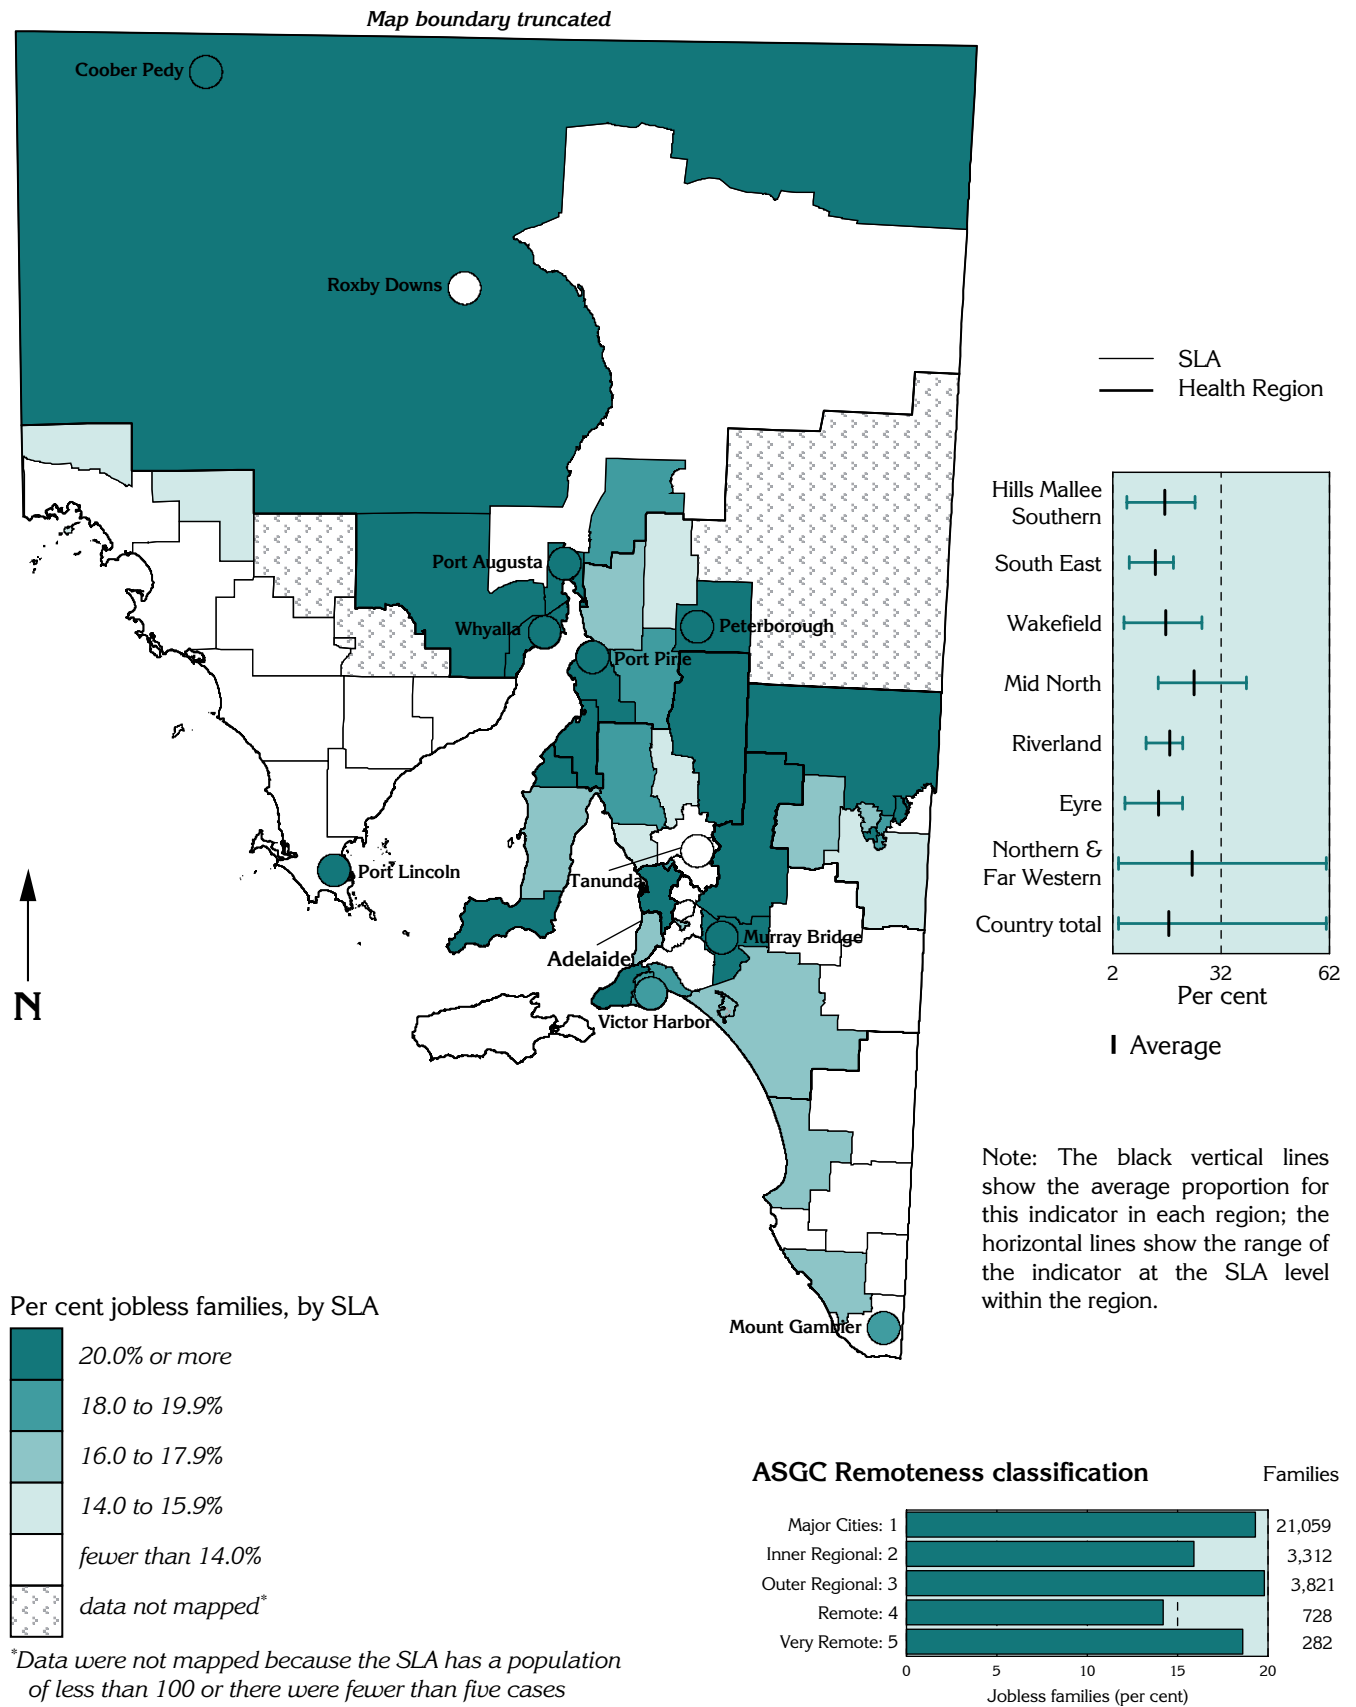 Map boundary truncated
Coober Pedy
Roxby Downs
SLA
Health Region
Port Augusta
Whyalla
Peterborough
Port Pirie
Port Lincoln
Tanunda
Adelaide
Murray Bridge
Victor Harbor
Mount Gambier
N
Hills Mallee
Southern
South East
Wakefield
Mid North
Riverland
Eyre
Northern &
Far Western
Country total
2 32 62
Per cent
Average
Note: The black vertical lines
show the average proportion for
this indicator in each region; the
horizontal lines show the range of
the indicator at the SLA level
within the region.
Per cent jobless families, by SLA
20.0% or more
18.0 to 19.9%
16.0 to 17.9%
14.0 to 15.9%
fewer than 14.0%
data not mapped*
*Data were not mapped because the SLA has a population
of less than 100 or there were fewer than five cases
ASGC Remoteness classification Families
Major Cities: 1 21,059
Inner Regional: 2 3,312
Outer Regional: 3 3,821
Remote: 4 728
Very Remote: 5 282
0 5 10 15 20
Jobless families (per cent)